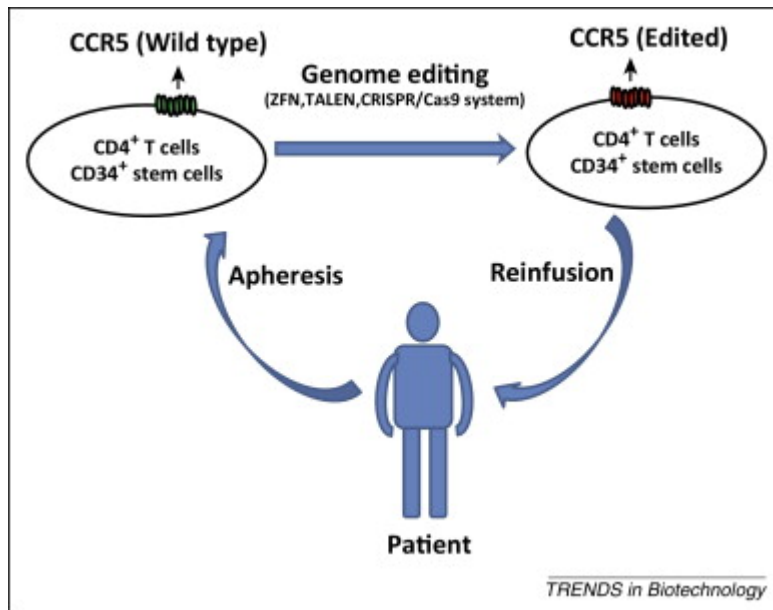 CCR5 (Wild type)
CCR5 (Edited)
Genome editing
(ZFN,TALEN,CRISPR/Cas9 system)
CD4⁺ T cells
CD34⁺ stem cells
CD4⁺ T cells
CD34⁺ stem cells
Apheresis
Reinfusion
Patient
TRENDS in Biotechnology